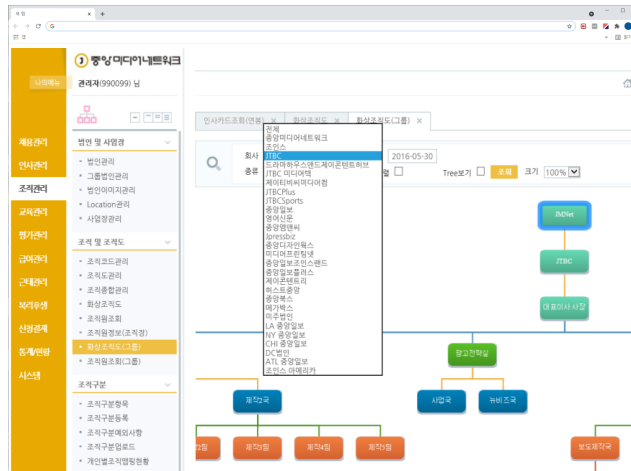 중앙미디어네트워크
나의메뉴
관리자(990099) 님
인사카드조회(연봉)
화상조직도
화상조직도(그룹)
채용관리
인사관리
조직관리
교육관리
평가관리
급여관리
근태관리
복리후생
신청결재
통계/현황
시스템
법인 및 사업장
법인관리
그룹법인관리
법인이미지관리
Location관리
사업장관리
조직 및 조직도
조직코드관리
조직도관리
조직종합관리
화상조직도
조직원조회
조직원정보(조직장)
화상조직도(그룹)
조직원조회(그룹)
조직구분
조직구분항목
조직구분등록
조직구분예외사항
조직구분업로드
개인별조직맵핑현황
회사
종류
전체
중앙미디어네트워크
조인스
JTBC
드라마하우스앤드제이콘텐트허브
JTBC 미디어텍
제이티비씨미디어컴
JTBCPlus
JTBCSports
중앙일보
영어신문
중앙엠앤씨
Jpressbiz
중앙디자인웍스
미디어프린팅넷
중앙일보조인스랜드
중앙일보플러스
제이콘텐트리
허스트중앙
중앙북스
메가박스
미주법인
LA 중앙일보
NY 중앙일보
CHI 중앙일보
DC법인
ATL 중앙일보
조인스 아메리카
2016-05-30
Tree보기
조회
크기
100%
JMNet
JTBC
대표이사 사장
광고전략실
제작2국
사업국
뉴비즈국
제작3팀
제작4팀
제작5팀
보도제작국